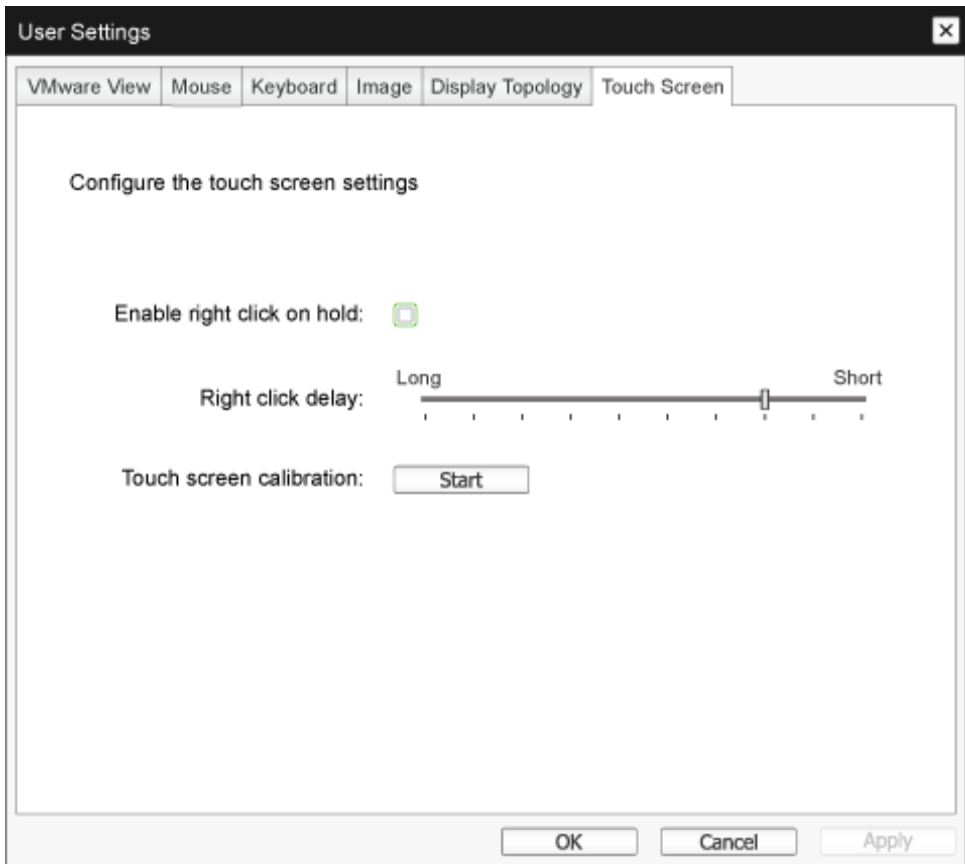 User Settings
VMware View Mouse Keyboard Image Display Topology Touch Screen
Configure the touch screen settings
Enable right click on hold:
Long Short
Right click delay:
Touch screen calibration: Start
OK Cancel Apply